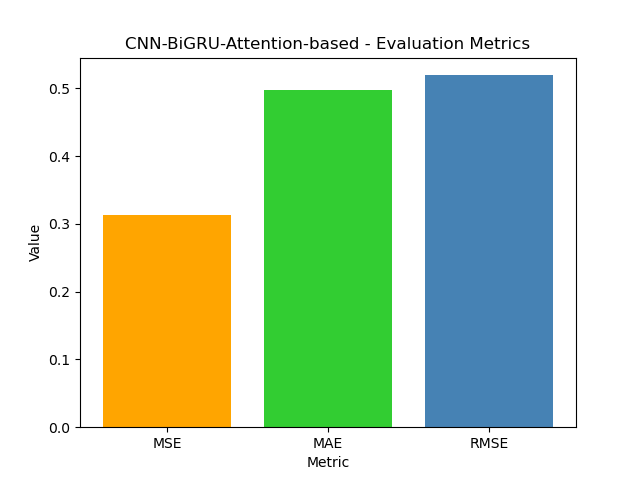 CNN-BiGRU-Attention-based - Evaluation Metrics
0.5
0.4
0.3
0.2
0.1
0.0
Value
MSE MAE RMSE
Metric